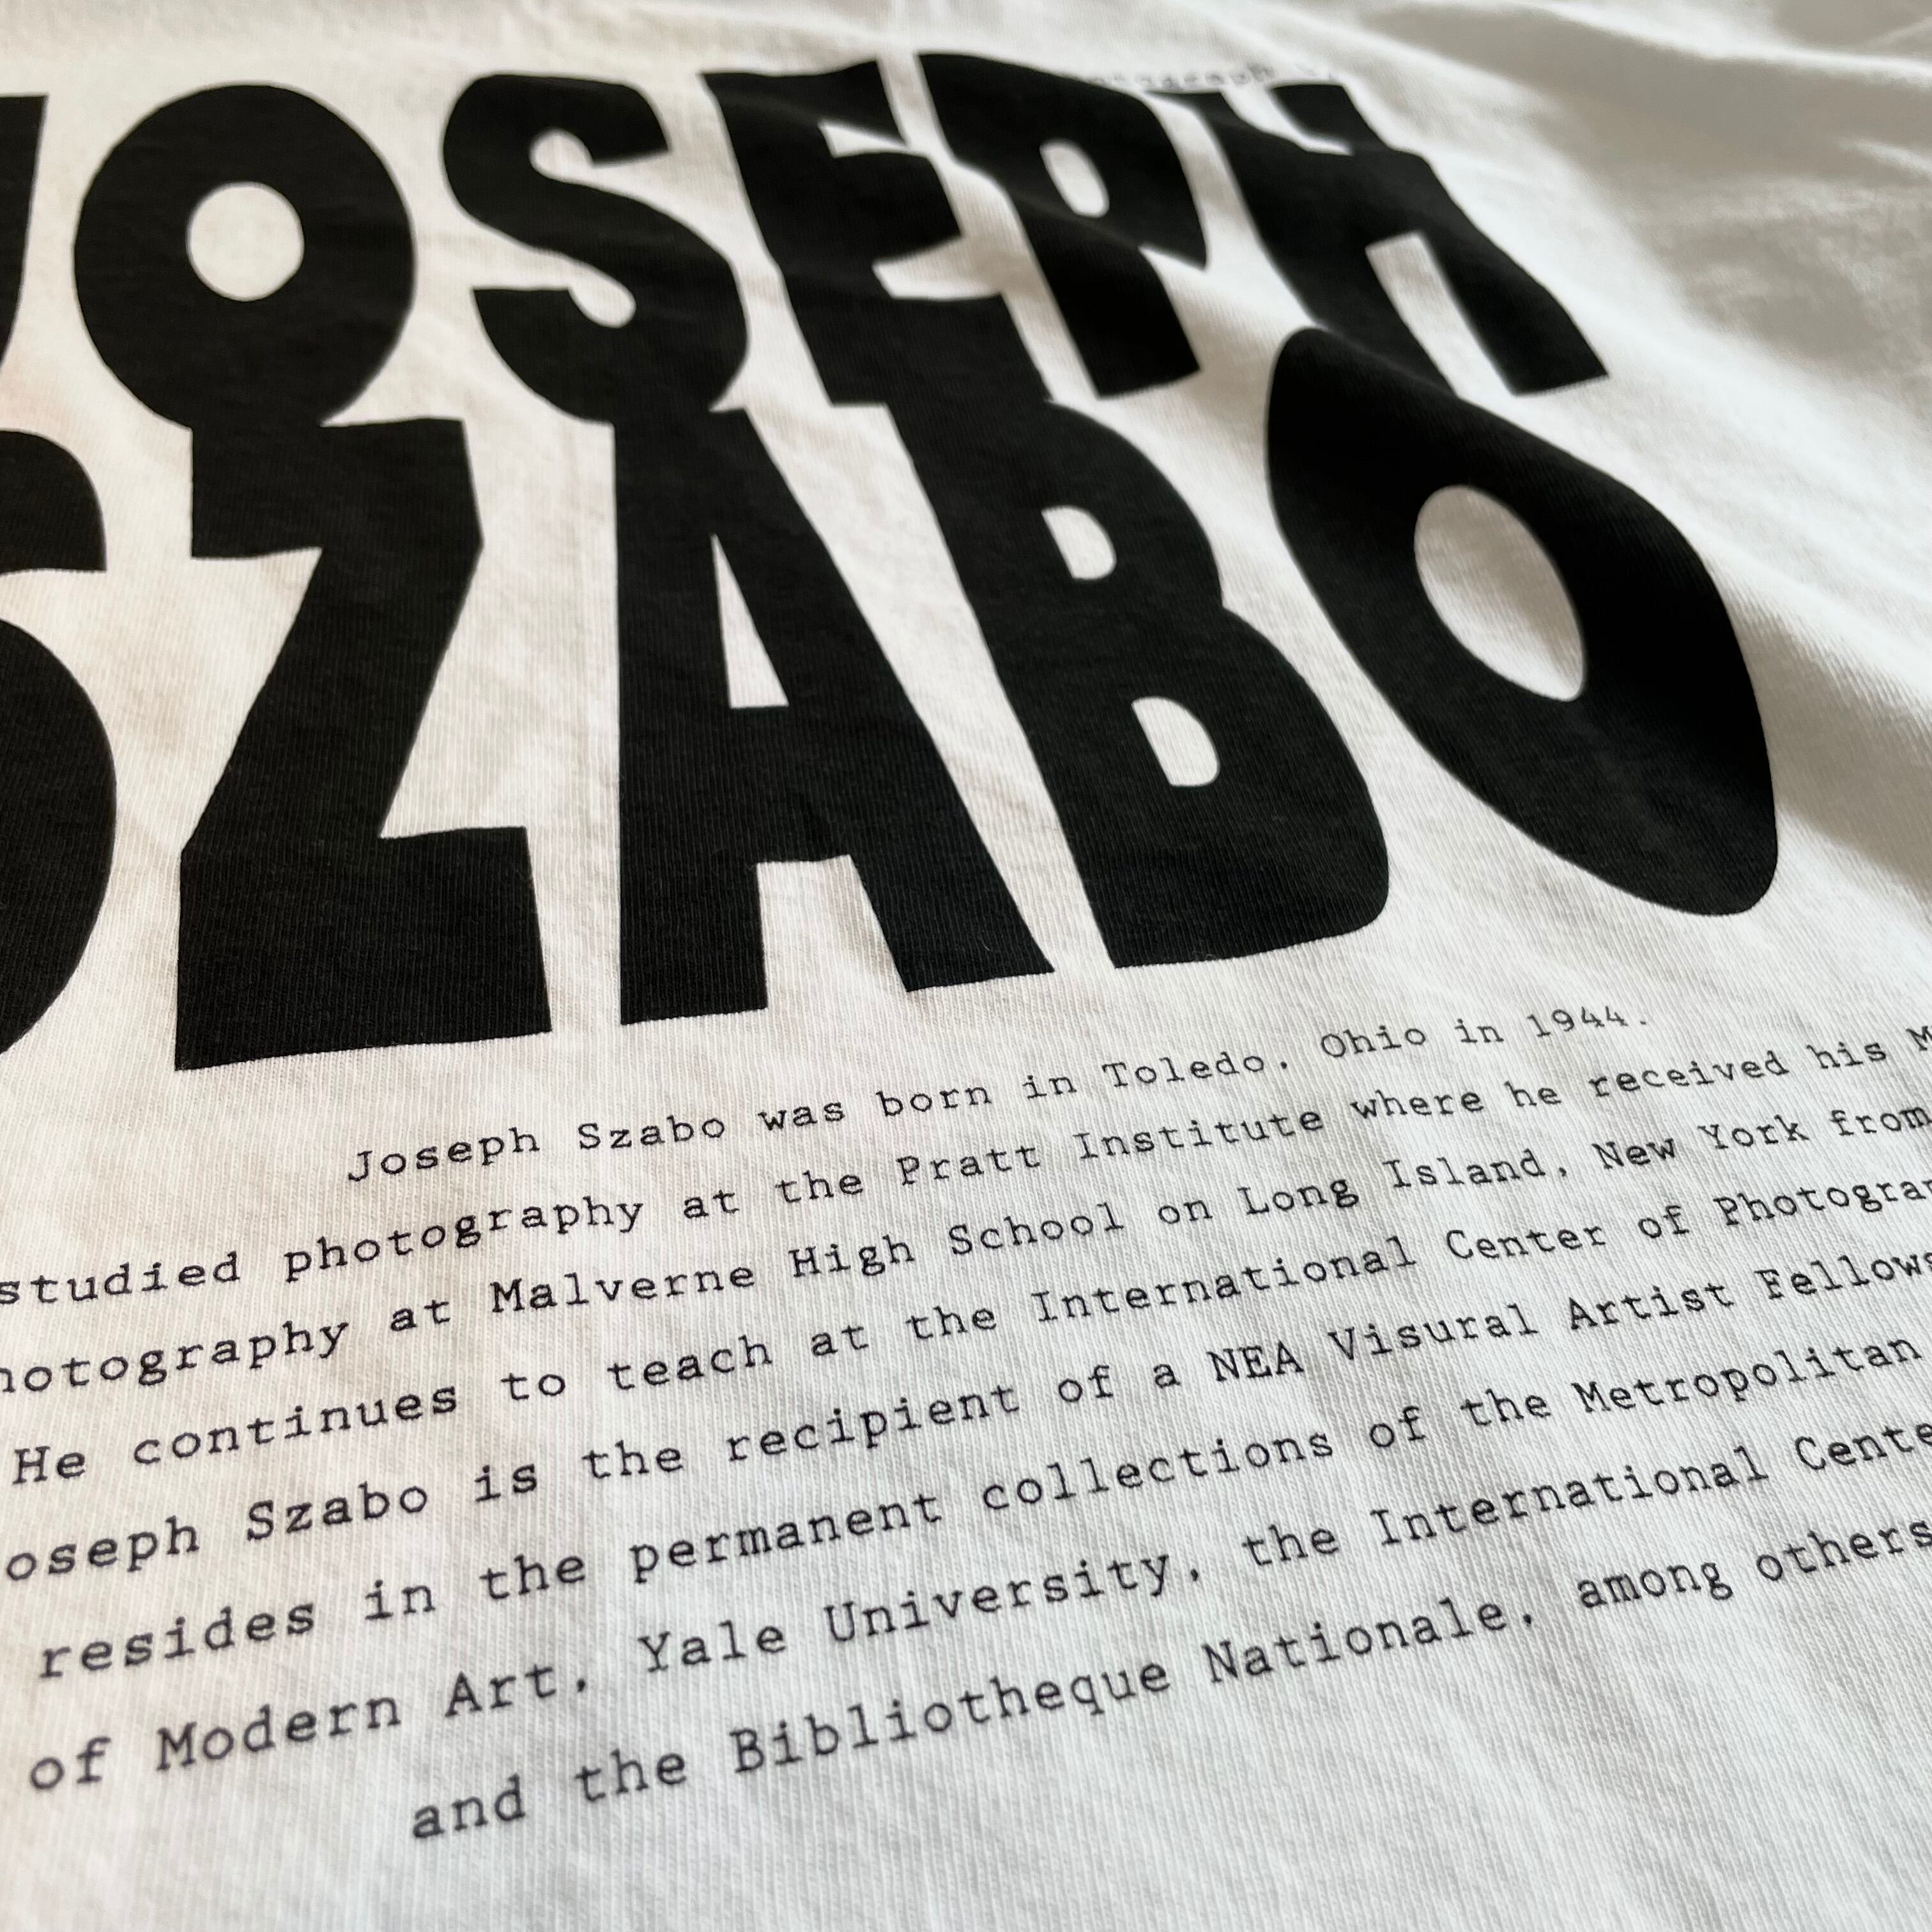 JOSEPH
SZABO
Joseph Szabo was born in Toledo, Ohio in 1944.
studied photography at the Pratt Institute where he received his M
hotography at Malverne High School on Long Island, New York from
He continues to teach at the International Center of Photogra
oseph Szabo is the recipient of a NEA Visural Artist Fellows
resides in the permanent collections of the Metropolitan
of Modern Art, Yale University, the International Cente
and the Bibliotheque Nationale, among others